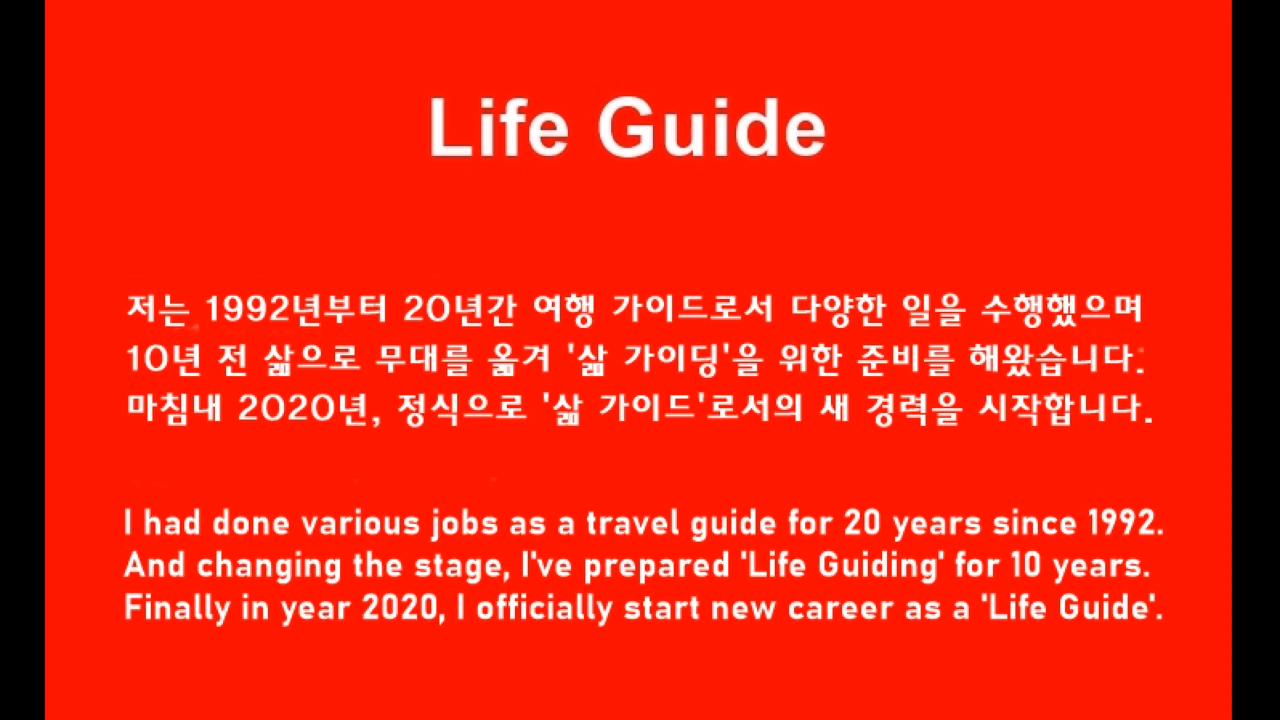 Life Guide
저는 1992년부터 20년간 여행 가이드로서 다양한 일을 수행했으며
10년 전 삶으로 무대를 옮겨 '삶 가이딩'을 위한 준비를 해왔습니다.
마침내 2020년, 정식으로 '삶 가이드'로서의 새 경력을 시작합니다.
I had done various jobs as a travel guide for 20 years since 1992.
And changing the stage, I've prepared 'Life Guiding' for 10 years.
Finally in year 2020, I officially start new career as a 'Life Guide'.